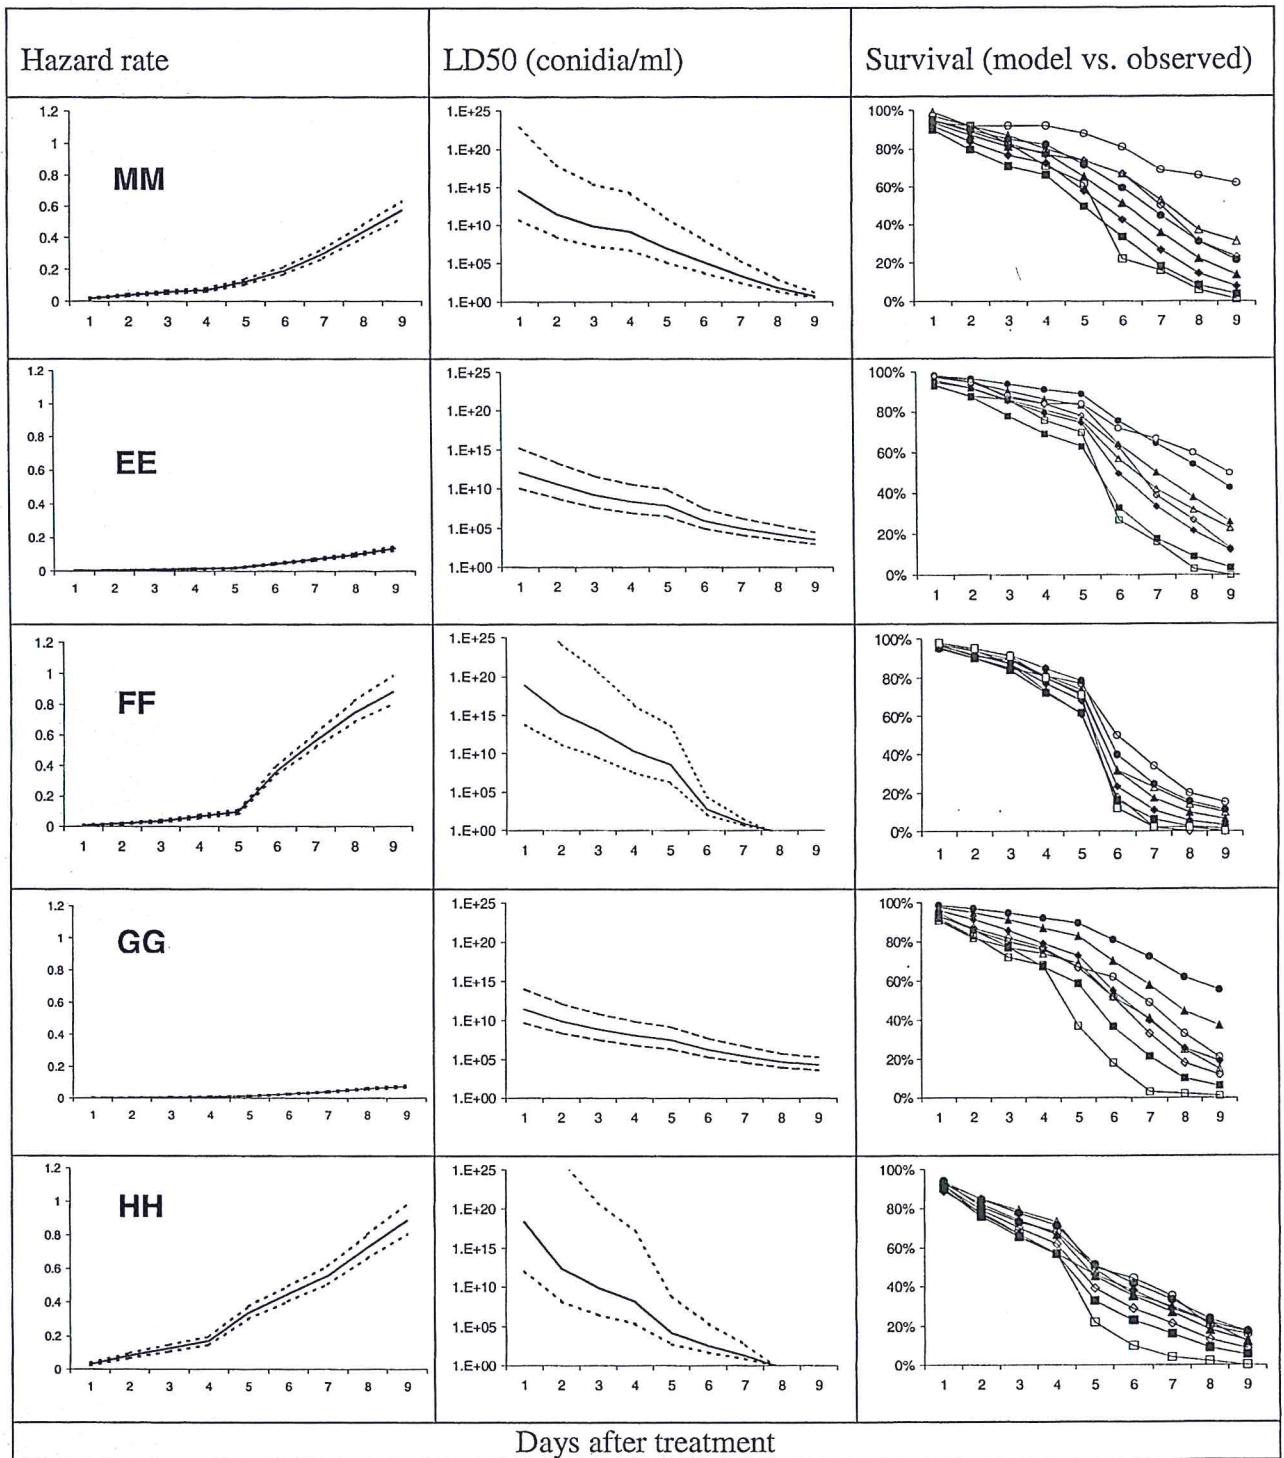 Hazard rate LD50 (conidia/ml) Survival (model vs. observed)
1.2 1.E+25 100%
1 1.E+20 80%
MM
0.8 1.E+15 60%
0.6 1.E+10 40%
0.4 1.E+05 20%
0.2 1.E+00 0%
0
1 2 3 4 5 6 7 8 9 1 2 3 4 5 6 7 8 9 1 2 3 4 5 6 7 8 9
1.2 1.E+25 100%
1 1.E+20 80%
EE
0.8 1.E+15 60%
0.6 1.E+10 40%
0.4 1.E+05 20%
0.2 1.E+00 0%
0
1 2 3 4 5 6 7 8 9 1 2 3 4 5 6 7 8 9 1 2 3 4 5 6 7 8 9
1.2 1.E+25 100%
1 1.E+20 80%
FF
0.8 1.E+15 60%
0.6 1.E+10 40%
0.4 1.E+05 20%
0.2 1.E+00 0%
0
1 2 3 4 5 6 7 8 9 1 2 3 4 5 6 7 8 9 1 2 3 4 5 6 7 8 9
1.2 1.E+25 100%
1 1.E+20 80%
GG
0.8 1.E+15 60%
0.6 1.E+10 40%
0.4 1.E+05 20%
0.2 1.E+00 0%
0
1 2 3 4 5 6 7 8 9 1 2 3 4 5 6 7 8 9 1 2 3 4 5 6 7 8 9
1.2 1.E+25 100%
1 1.E+20 80%
HH
0.8 1.E+15 60%
0.6 1.E+10 40%
0.4 1.E+05 20%
0.2 1.E+00 0%
0
1 2 3 4 5 6 7 8 9 1 2 3 4 5 6 7 8 9 1 2 3 4 5 6 7 8 9
Days after treatment